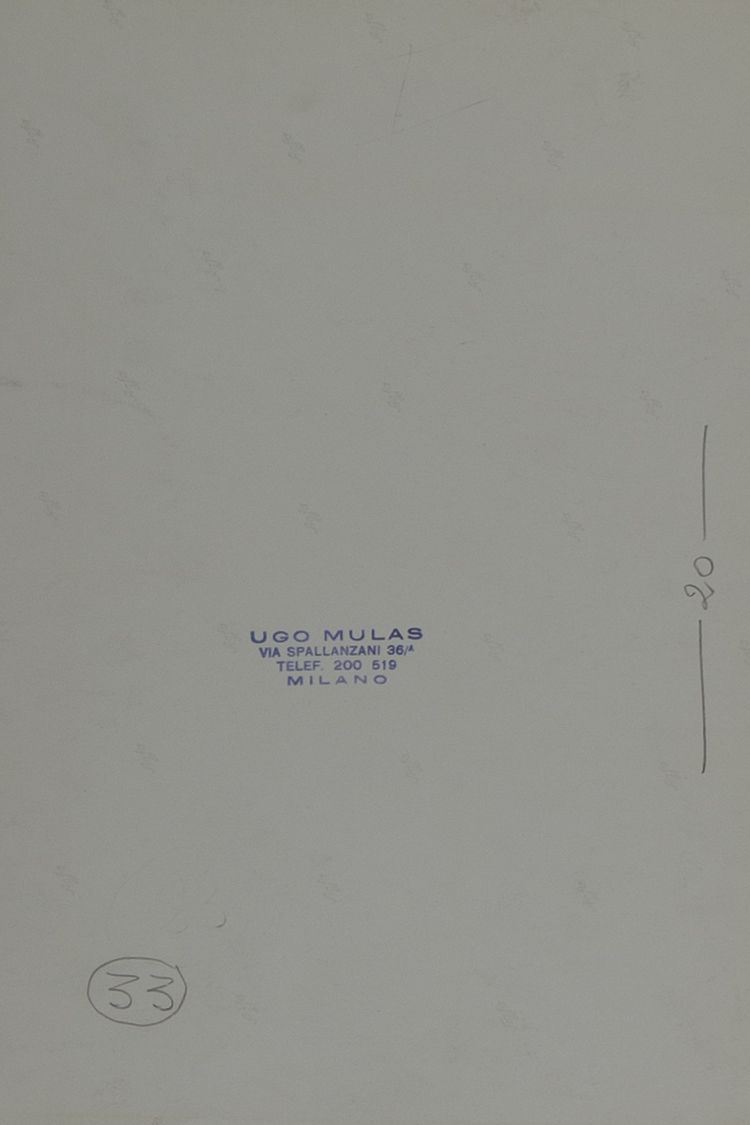 20
UGO MULAS
VIA SPALLANZANI 36/A
TELEF. 200 519
MILANO
33